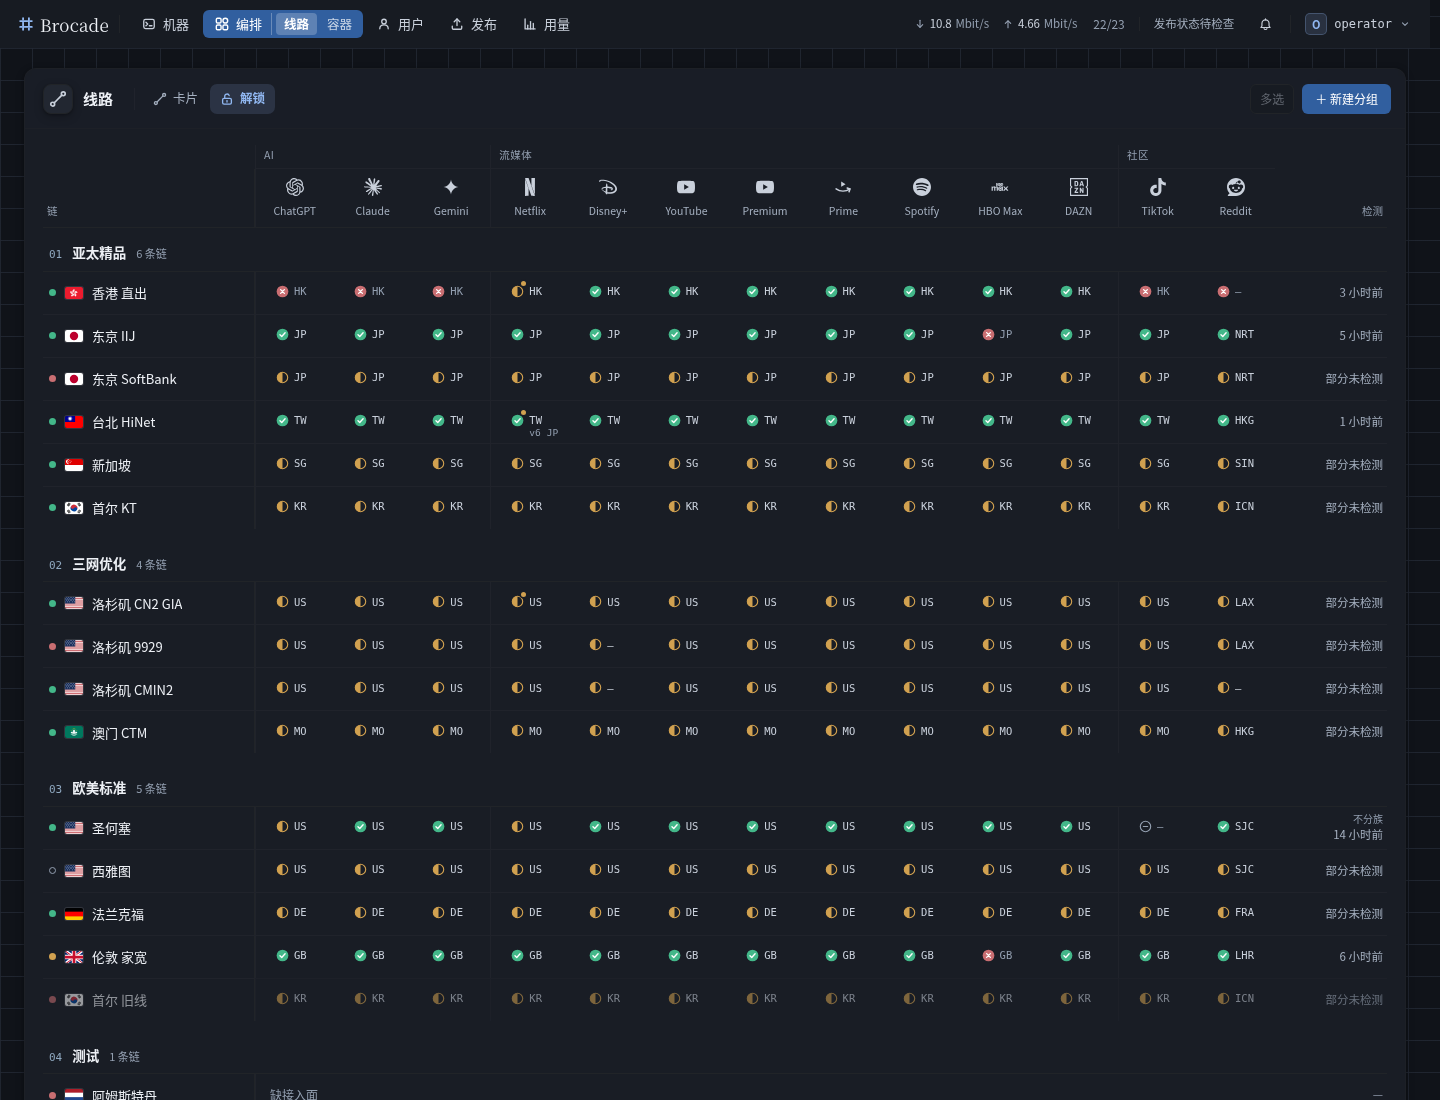 Brocade 机器 编排 线路 容器 用户 发布 用量 ↓ 10.8 Mbit/s ↑ 4.66 Mbit/s 22/23 发布状态待检查 O operator
线路 卡片 解锁 多选 + 新建分组
AI 流媒体 社区
链 ChatGPT Claude Gemini Netflix Disney+ YouTube Premium Prime Spotify HBO Max DAZN TikTok Reddit 检测
01 亚太精品 6 条链
香港 直出 HK HK HK HK HK HK HK HK HK HK HK HK – 3 小时前
东京 IIJ JP JP JP JP JP JP JP JP JP JP JP JP NRT 5 小时前
东京 SoftBank JP JP JP JP JP JP JP JP JP JP JP JP NRT 部分未检测
台北 HiNet TW TW TW TW TW TW TW TW TW TW TW TW HKG 1 小时前
v6 JP
新加坡 SG SG SG SG SG SG SG SG SG SG SG SG SIN 部分未检测
首尔 KT KR KR KR KR KR KR KR KR KR KR KR KR ICN 部分未检测
02 三网优化 4 条链
洛杉矶 CN2 GIA US US US US US US US US US US US US LAX 部分未检测
洛杉矶 9929 US US US US – US US US US US US US LAX 部分未检测
洛杉矶 CMIN2 US US US US – US US US US US US US – 部分未检测
澳门 CTM MO MO MO MO MO MO MO MO MO MO MO MO HKG 部分未检测
03 欧美标准 5 条链
圣何塞 US US US US US US US US US US US – SJC 不分族
14 小时前
西雅图 US US US US US US US US US US US US SJC 部分未检测
法兰克福 DE DE DE DE DE DE DE DE DE DE DE DE FRA 部分未检测
伦敦 家宽 GB GB GB GB GB GB GB GB GB GB GB GB LHR 6 小时前
首尔 旧线 KR KR KR KR KR KR KR KR KR KR KR KR ICN 部分未检测
04 测试 1 条链
阿姆斯特丹 缺接入面 —